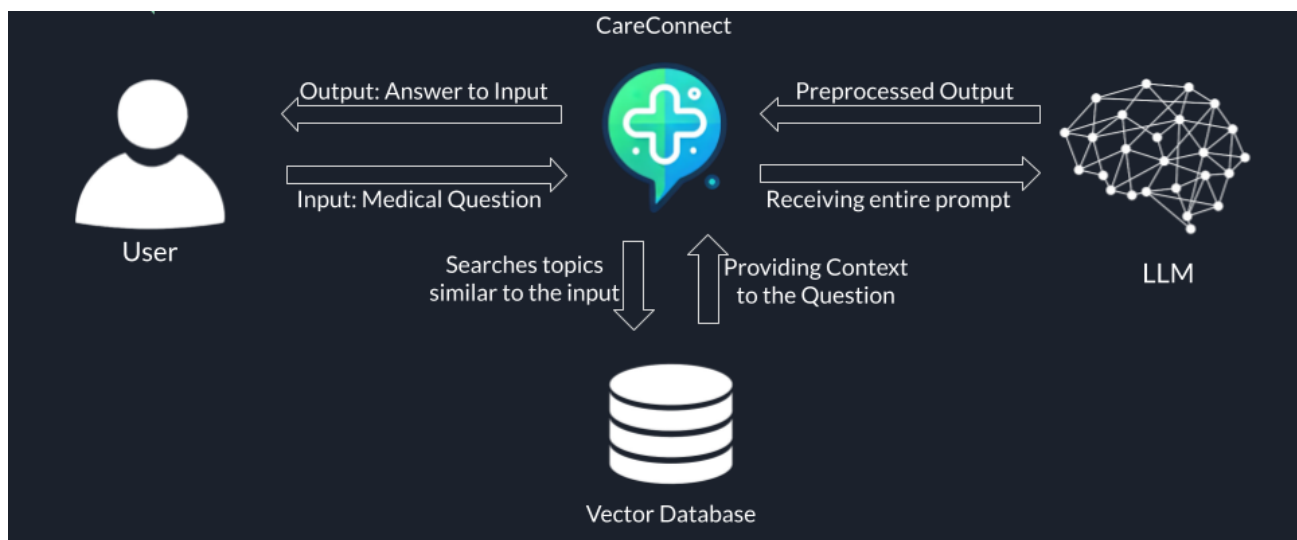 CareConnect
Output: Answer to Input
Preprocessed Output
Input: Medical Question
Receiving entire prompt
User
Searches topics
similar to the input
Providing Context
to the Question
LLM
Vector Database